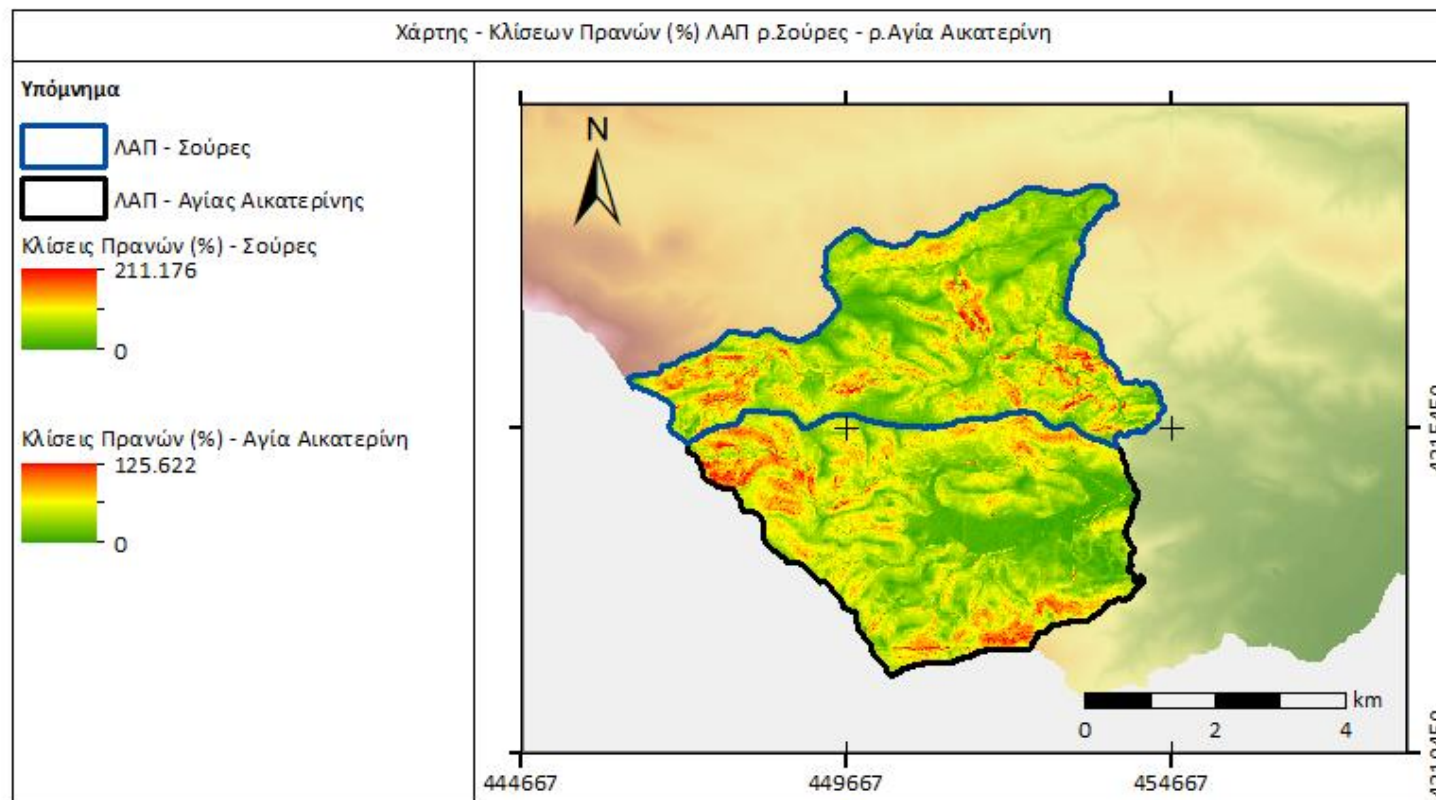 Χάρτης - Κλίσεων Πρανών (%) ΛΑΠ ρ.Σούρες - ρ.Αγία Αικατερίνη
Υπόμνημα
ΛΑΠ - Σούρες
ΛΑΠ - Αγίας Αικατερίνης
Κλίσεις Πρανών (%) - Σούρες
211.176
0
Κλίσεις Πρανών (%) - Αγία Αικατερίνη
125.622
0
N
km
0 2 4
444667 449667 454667